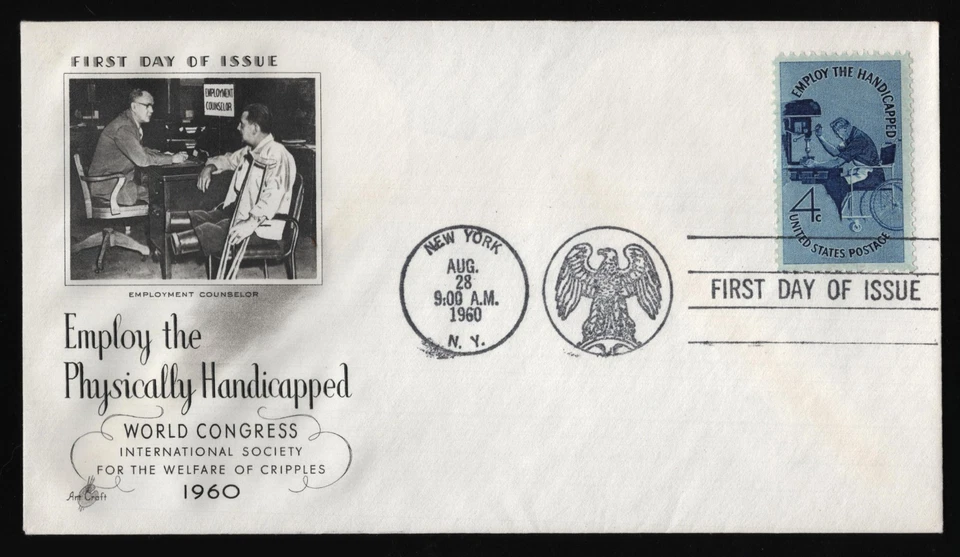 FIRST DAY OF ISSUE
EMPLOYMENT
COUNSELOR
EMPLOYMENT COUNSELOR
Employ the
Physically Handicapped
WORLD CONGRESS
INTERNATIONAL SOCIETY
FOR THE WELFARE OF CRIPPLES
1960
Art Craft
NEW YORK
AUG.
28
9:00 A.M.
1960
N. Y.
EMPLOY THE HANDICAPPED
4c
UNITED STATES POSTAGE
FIRST DAY OF ISSUE